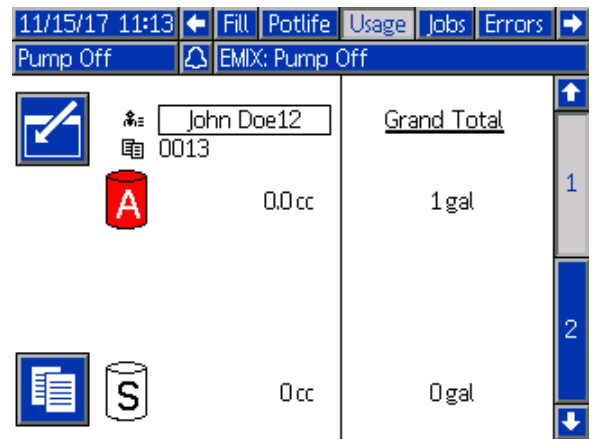 11/15/17 11:13 Fill Potlife Usage Jobs Errors
Pump Off EMIX: Pump Off
John Doe12 Grand Total
0013
A 0.0 cc 1 gal
1
2
S 0 cc 0 gal